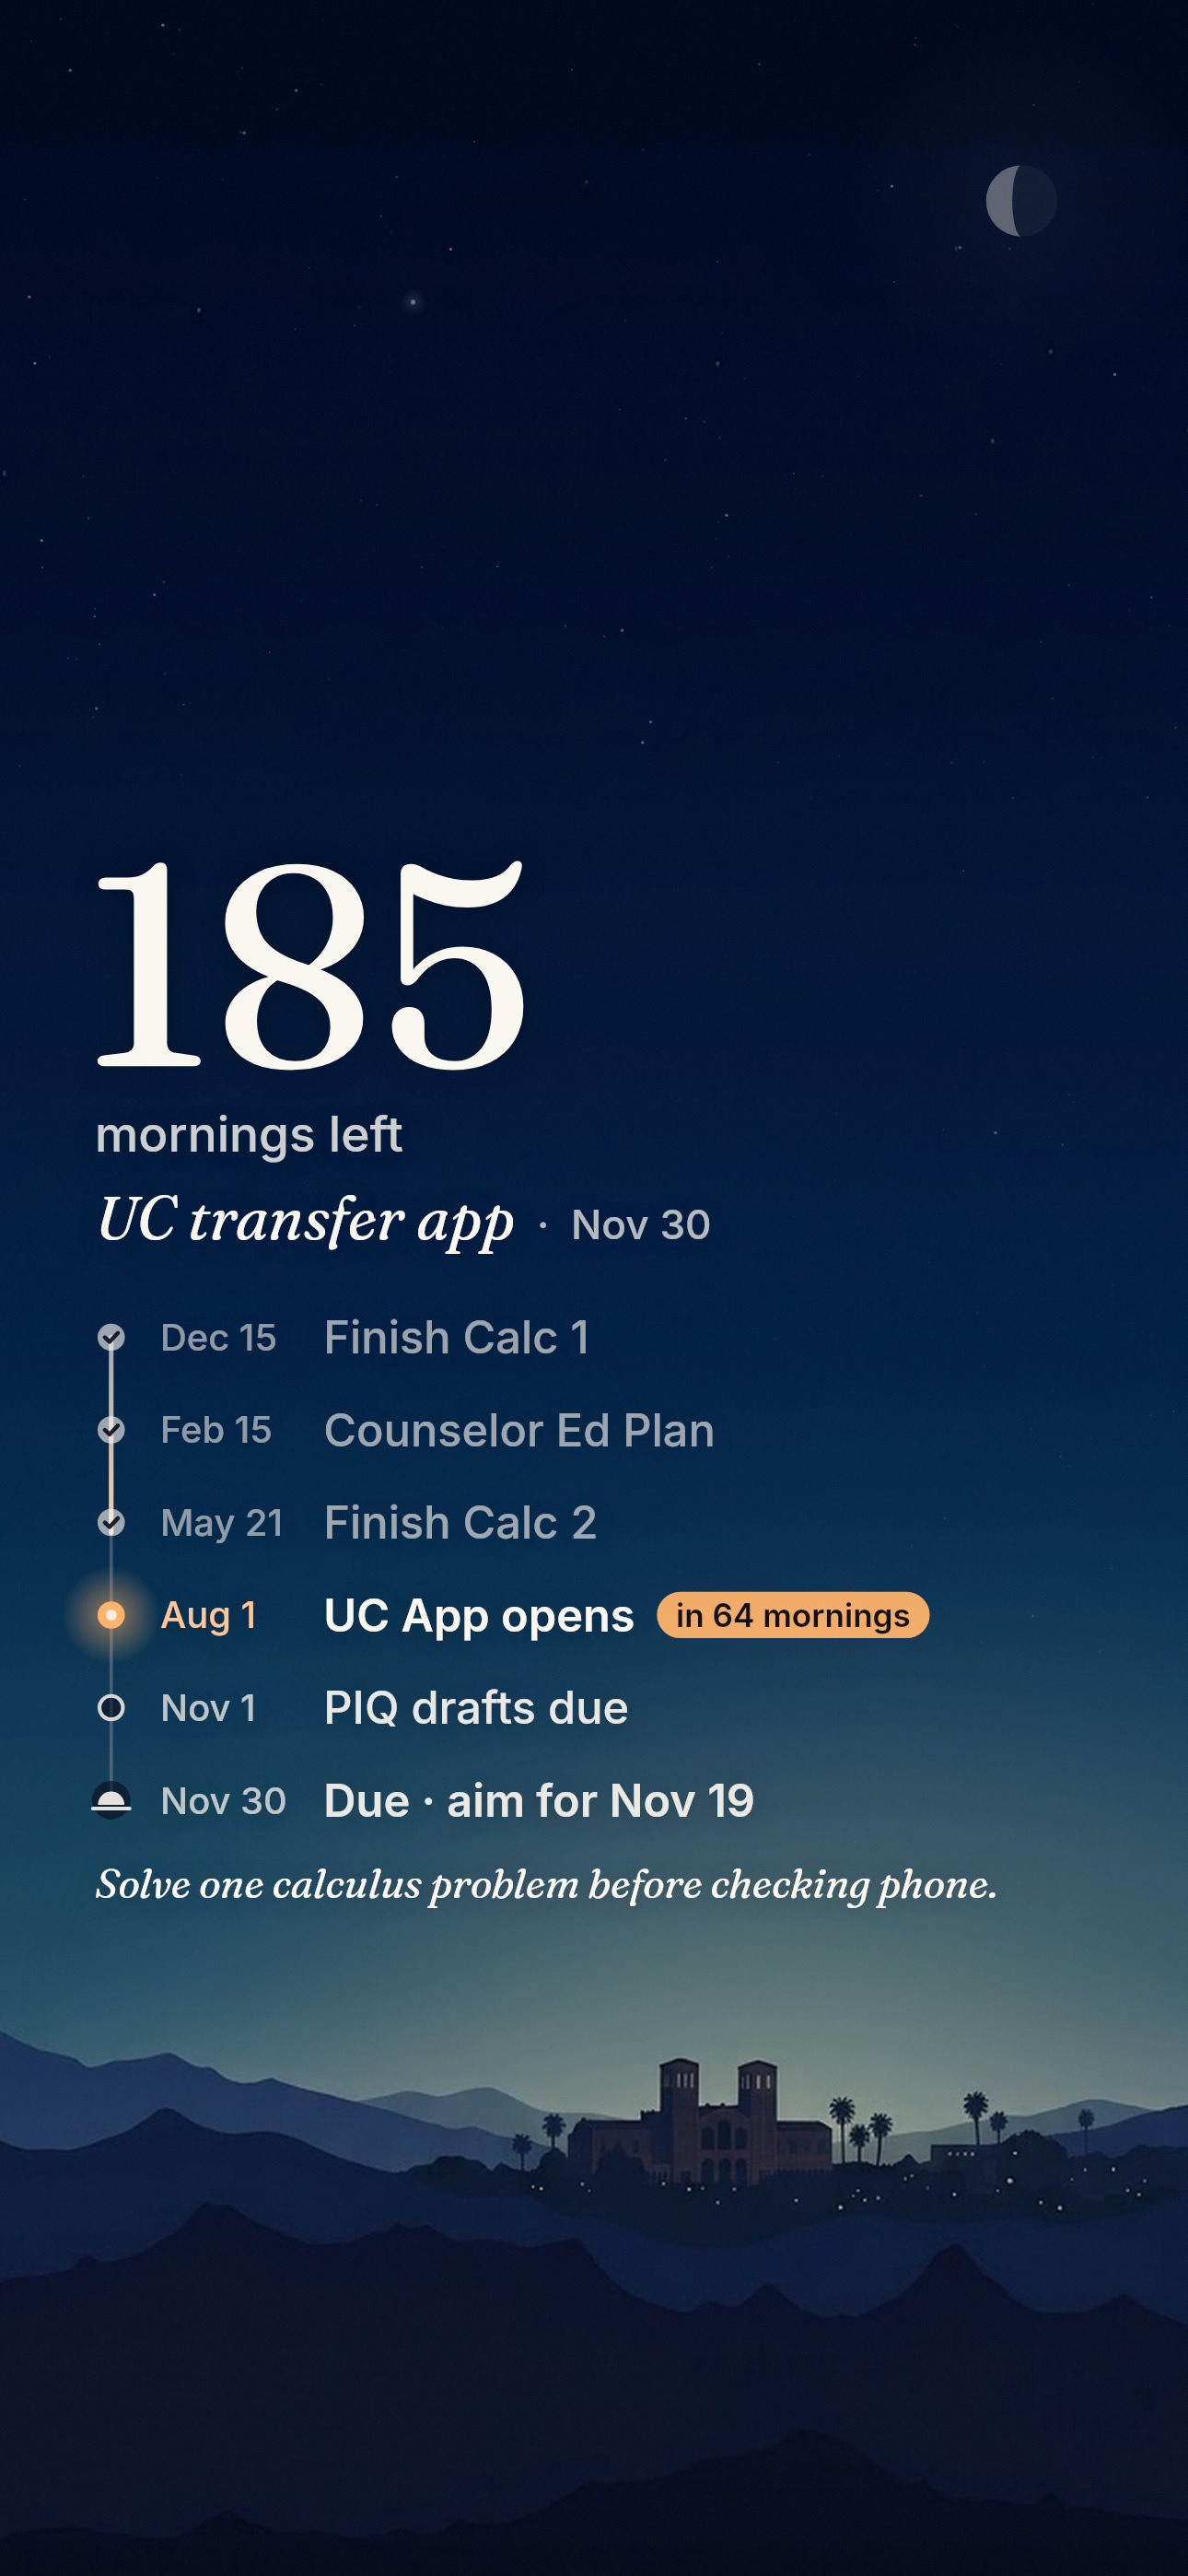 185
mornings left
UC transfer app · Nov 30
Dec 15 Finish Calc 1
Feb 15 Counselor Ed Plan
May 21 Finish Calc 2
Aug 1 UC App opens in 64 mornings
Nov 1 PIQ drafts due
Nov 30 Due · aim for Nov 19
Solve one calculus problem before checking phone.